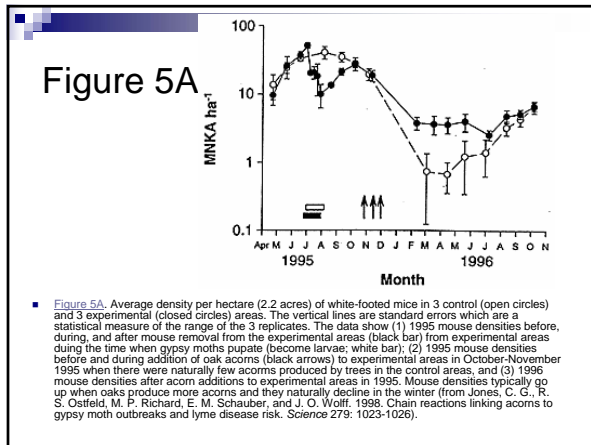 Figure 5A
MNKA ha-1
100
10
1
0.1
Apr M J J A S O N D J F M A M J J A S O N
1995 1996
Month
Figure 5A. Average density per hectare (2.2 acres) of white-footed mice in 3 control (open circles)
and 3 experimental (closed circles) areas. The vertical lines are standard errors which are a
statistical measure of the range of the 3 replicates. The data show (1) 1995 mouse densities before,
during, and after mouse removal from the experimental areas (black bar) from experimental areas
duing the time when gypsy moths pupate (become larvae; white bar); (2) 1995 mouse densities
before and during addition of oak acorns (black arrows) to experimental areas in October-November
1995 when there were naturally few acorns produced by trees in the control areas, and (3) 1996
mouse densities after acorn additions to experimental areas in 1995. Mouse densities typically go
up when oaks produce more acorns and they naturally decline in the winter (from Jones, C. G., R.
S. Ostfeld, M. P. Richard, E. M. Schauber, and J. O. Wolff. 1998. Chain reactions linking acorns to
gypsy moth outbreaks and lyme disease risk. Science 279: 1023-1026).